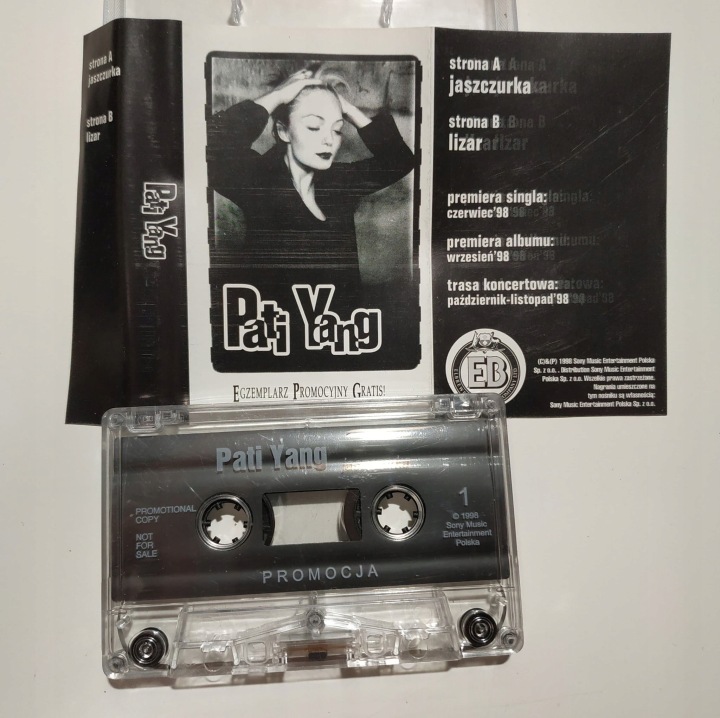 strona A
jaszczurka
strona B
lizar
Pati Yang
Pati Yang
EGZEMPLARZ PROMOCYJNY GRATIS!
strona A
jaszczurka
strona B
lizar
premiera singla:
czerwiec'98
premiera albumu:
wrzesień'98
trasa koncertowa:
październik-listopad'98
EB
(C)&(P) 1998 Sony Music Entertainment Polska
Sp. z o.o. . Distribution Sony Music Entertainment
Polska Sp. z o.o. Wszelkie prawa zastrzeżone.
Nagrania umieszczone na
tym nośniku są własnością:
Sony Music Entertainment Polska Sp. z o.o.
Pati Yang
PROMOTIONAL
COPY
NOT
FOR
SALE
1
© 1998
Sony Music
Entertainment
Polska
PROMOCJA